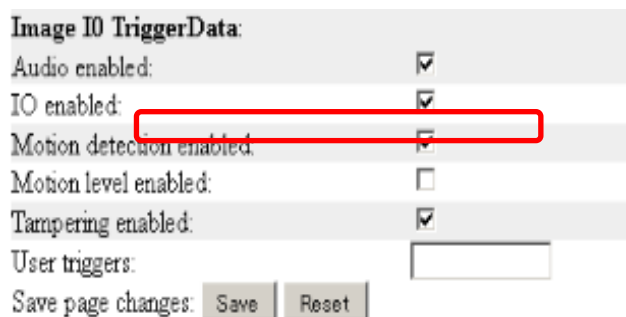 Image I0 TriggerData:
Audio enabled:
IO enabled:
Motion detection enabled:
Motion level enabled:
Tampering enabled:
User triggers:
Save page changes: Save Reset